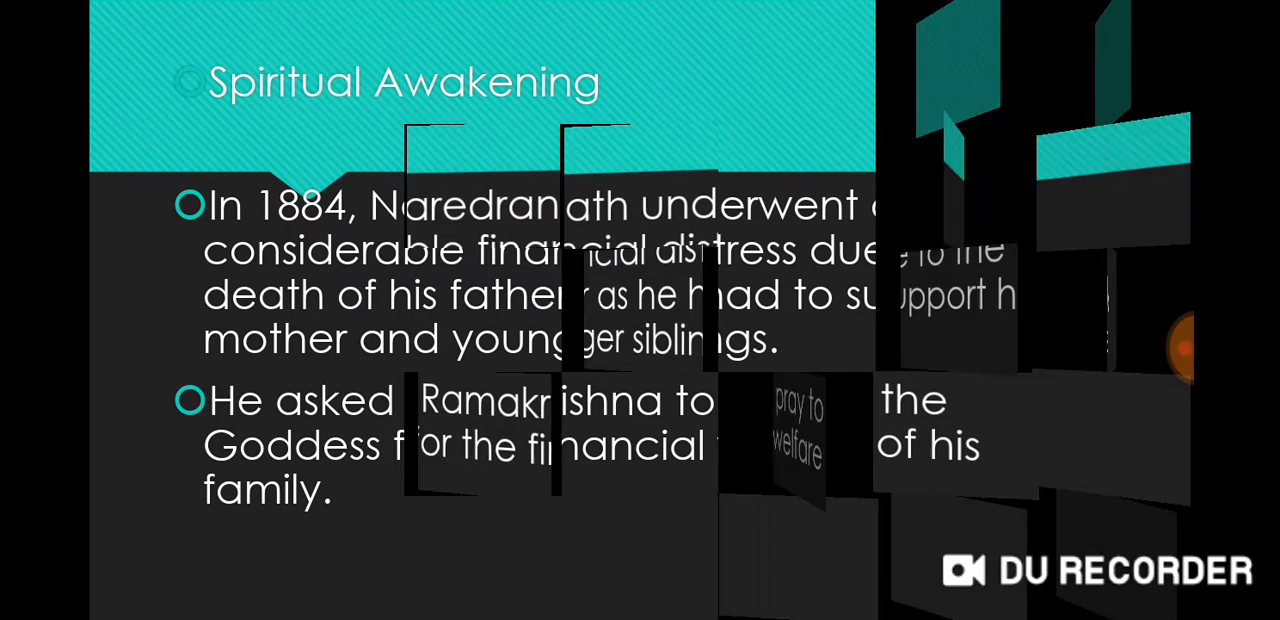 Spiritual Awakening
In 1884, Naredranath underwent
considerable financial distress due to the
death of his father as he had to support h
mother and younger siblings.
He asked Ramakrishna to pray to the
Goddess for the financial welfare of his
family.
DU RECORDER